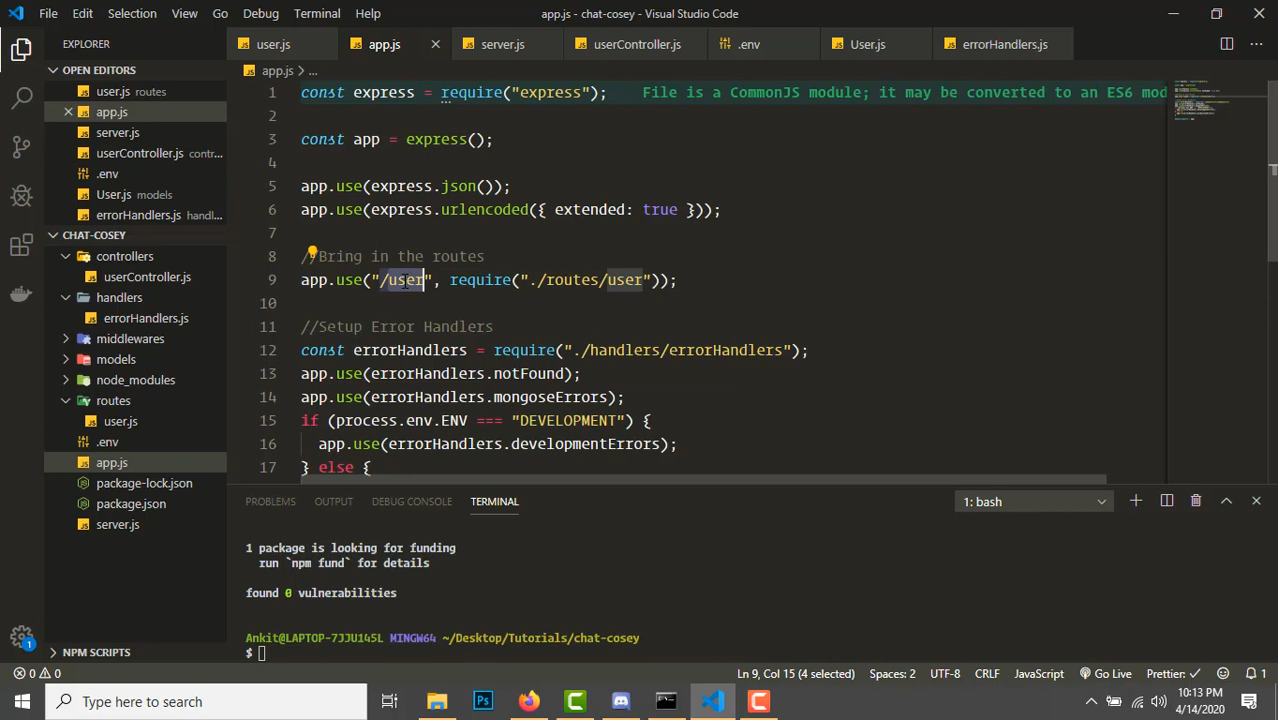 File Edit Selection View Go Debug Terminal Help app.js - chat-cosey - Visual Studio Code
EXPLORER
OPEN EDITORS
user.js routes
app.js
server.js
userController.js contr...
.env
User.js models
errorHandlers.js handl...
CHAT-COSEY
controllers
userController.js
handlers
errorHandlers.js
middlewares
models
node_modules
routes
user.js
.env
app.js
package-lock.json
package.json
server.js
NPM SCRIPTS
user.js app.js server.js userController.js .env User.js errorHandlers.js
app.js > ...
1 const express = require("express"); File is a CommonJS module; it may be converted to an ES6 mod
2
3 const app = express();
4
5 app.use(express.json());
6 app.use(express.urlencoded({ extended: true }));
7
8 //Bring in the routes
9 app.use("/user", require("./routes/user"));
10
11 //Setup Error Handlers
12 const errorHandlers = require("./handlers/errorHandlers");
13 app.use(errorHandlers.notFound);
14 app.use(errorHandlers.mongoseErrors);
15 if (process.env.ENV === "DEVELOPMENT") {
16 app.use(errorHandlers.developmentErrors);
17 } else {
PROBLEMS OUTPUT DEBUG CONSOLE TERMINAL 1: bash
1 package is looking for funding
run `npm fund` for details
found 0 vulnerabilities
Ankit@LAPTOP-7JJU145L MINGW64 ~/Desktop/Tutorials/chat-cosey
$
1
0 0 Ln 9, Col 15 (4 selected) Spaces: 2 UTF-8 CRLF JavaScript Go Live Prettier: 1
Type here to search
10:13 PM
4/14/2020